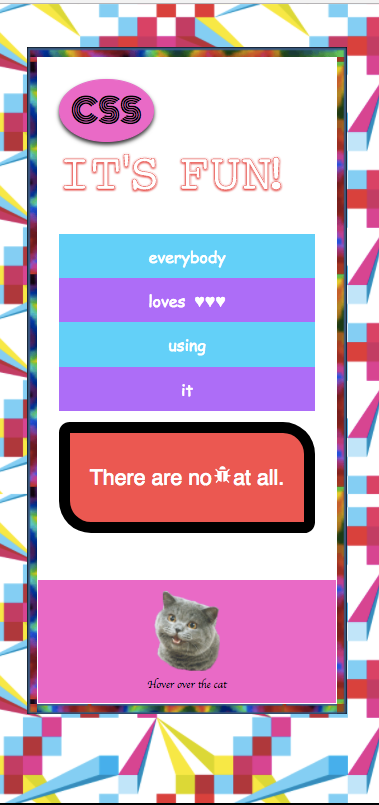 CSS
IT'S FUN!
everybody
loves ♥♥♥
using
it
There are no at all.
Hover over the cat